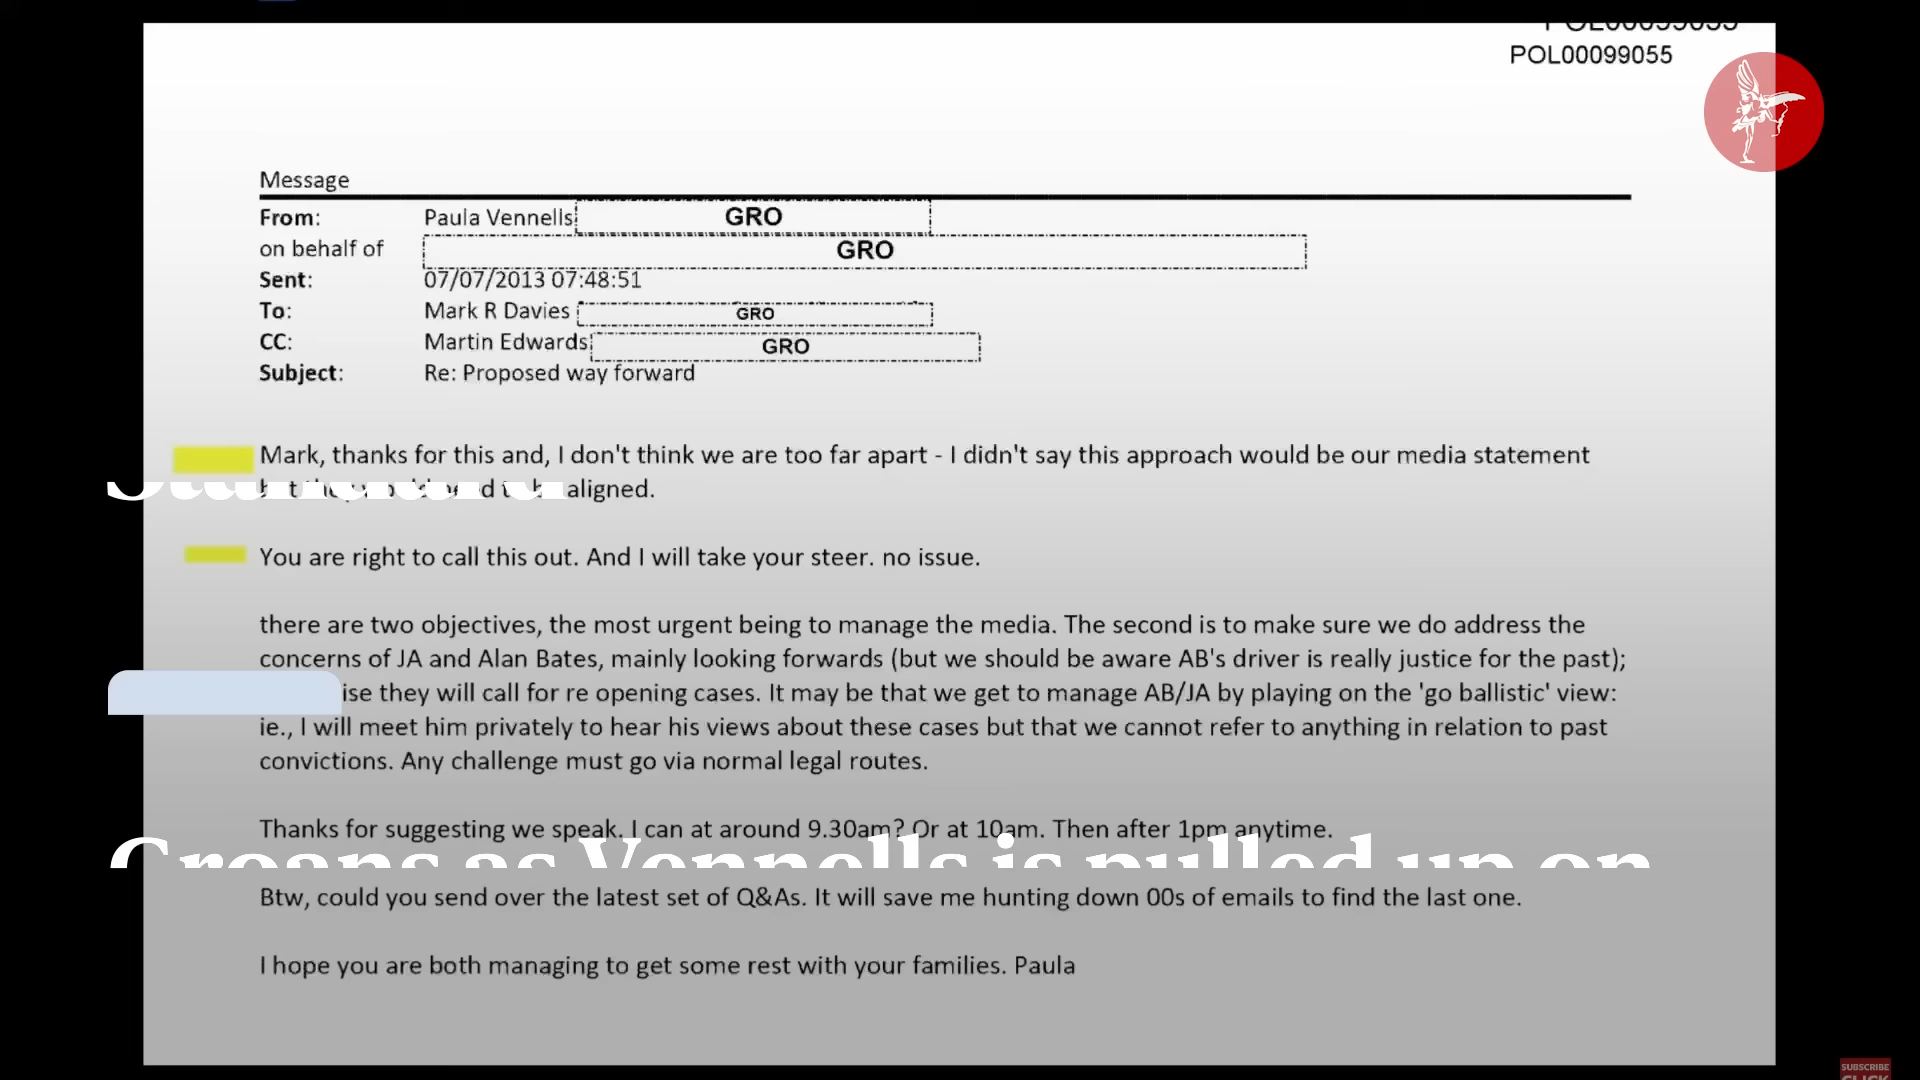 POL00099055
POL00099055
Message
From: Paula Vennells GRO
on behalf of GRO
Sent: 07/07/2013 07:48:51
To: Mark R Davies GRO
CC: Martin Edwards GRO
Subject: Re: Proposed way forward
Mark, thanks for this and, I don't think we are too far apart - I didn't say this approach would be our media statement
aligned.
Standard
You are right to call this out. And I will take your steer. no issue.
there are two objectives, the most urgent being to manage the media. The second is to make sure we do address the
concerns of JA and Alan Bates, mainly looking forwards (but we should be aware AB's driver is really justice for the past);
ise they will call for re opening cases. It may be that we get to manage AB/JA by playing on the 'go ballistic' view:
ie., I will meet him privately to hear his views about these cases but that we cannot refer to anything in relation to past
convictions. Any challenge must go via normal legal routes.
Thanks for suggesting we speak. I can at around 9.30am? Or at 10am. Then after 1pm anytime.
Groans as Vennells is pulled up on
Btw, could you send over the latest set of Q&As. It will save me hunting down 00s of emails to find the last one.
I hope you are both managing to get some rest with your families. Paula
SUBSCRIBE
CLICK